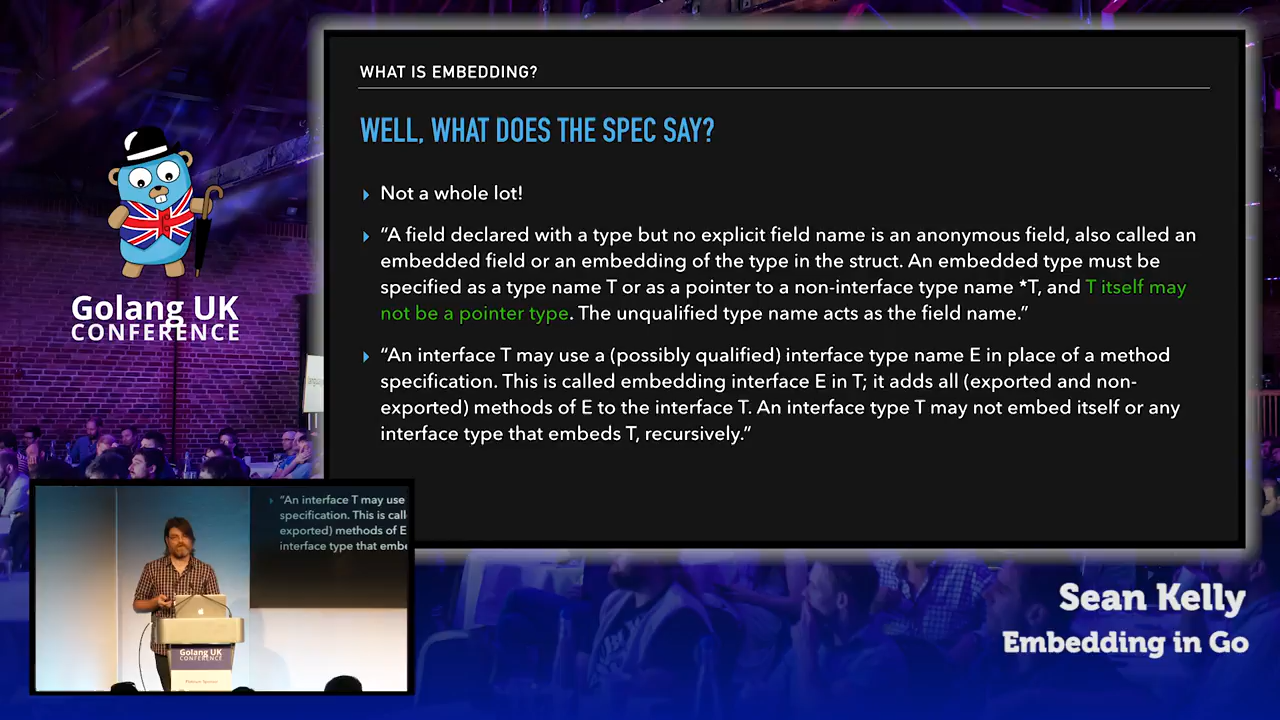 WHAT IS EMBEDDING?
WELL, WHAT DOES THE SPEC SAY?
Not a whole lot!
“A field declared with a type but no explicit field name is an anonymous field, also called an
embedded field or an embedding of the type in the struct. An embedded type must be
specified as a type name T or as a pointer to a non-interface type name *T, and T itself may
not be a pointer type. The unqualified type name acts as the field name.”
“An interface T may use a (possibly qualified) interface type name E in place of a method
specification. This is called embedding interface E in T; it adds all (exported and non-
exported) methods of E to the interface T. An interface type T may not embed itself or any
interface type that embeds T, recursively.”
Golang UK
CONFERENCE
“An interface T may use
specification. This is call
exported) methods of E
interface type that embe
Golang UK
CONFERENCE
Sean Kelly
Embedding in Go